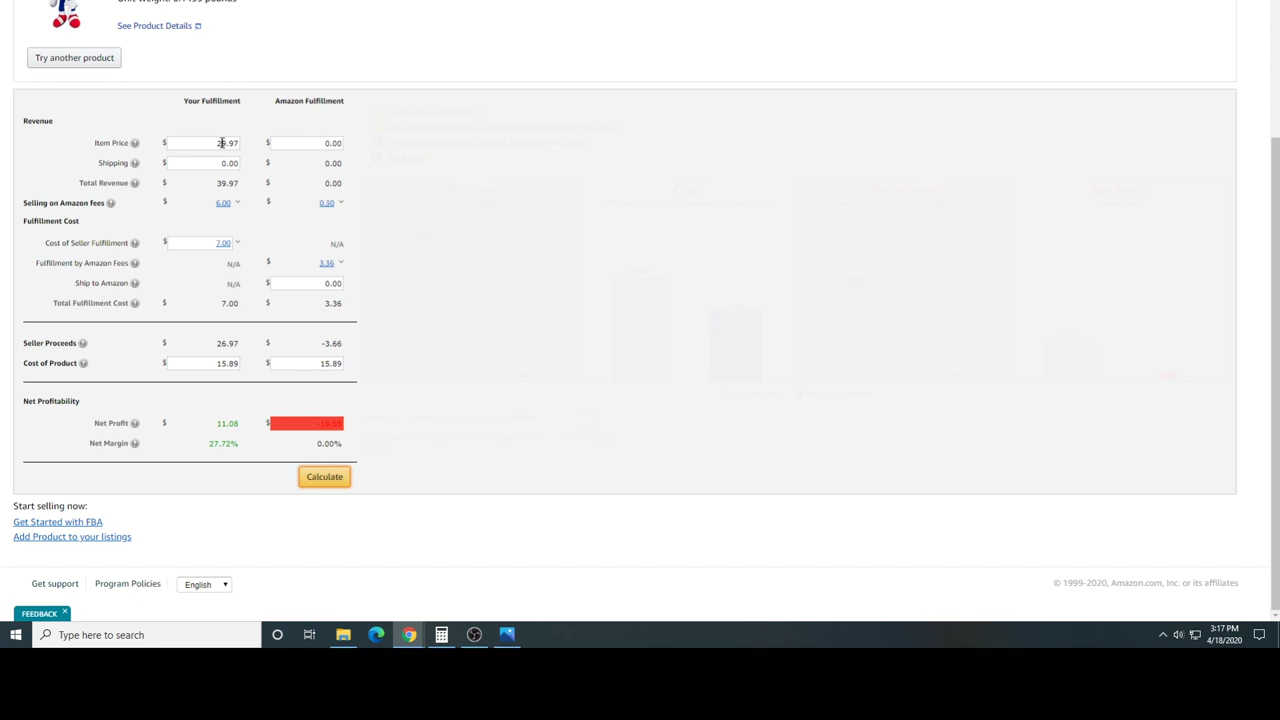 See Product Details
Try another product
Your Fulfillment Amazon Fulfillment
Revenue
Item Price $ 29.97 $ 0.00
Shipping $ 0.00 $ 0.00
Total Revenue $ 39.97 $ 0.00
Selling on Amazon fees $ 6.00 $ 0.30
Fulfillment Cost
Cost of Seller Fulfillment $ 7.00 N/A
Fulfillment by Amazon Fees N/A $ 3.36
Ship to Amazon N/A $ 0.00
Total Fulfillment Cost $ 7.00 $ 3.36
Seller Proceeds $ 26.97 $ -3.66
Cost of Product $ 15.89 $ 15.89
Net Profitability
Net Profit $ 11.08 $ -19.55
Net Margin 27.72% 0.00%
Calculate
Start selling now:
Get Started with FBA
Add Product to your listings
Get support Program Policies English © 1999-2020, Amazon.com, Inc. or its affiliates
FEEDBACK
Type here to search
3:17 PM
4/18/2020